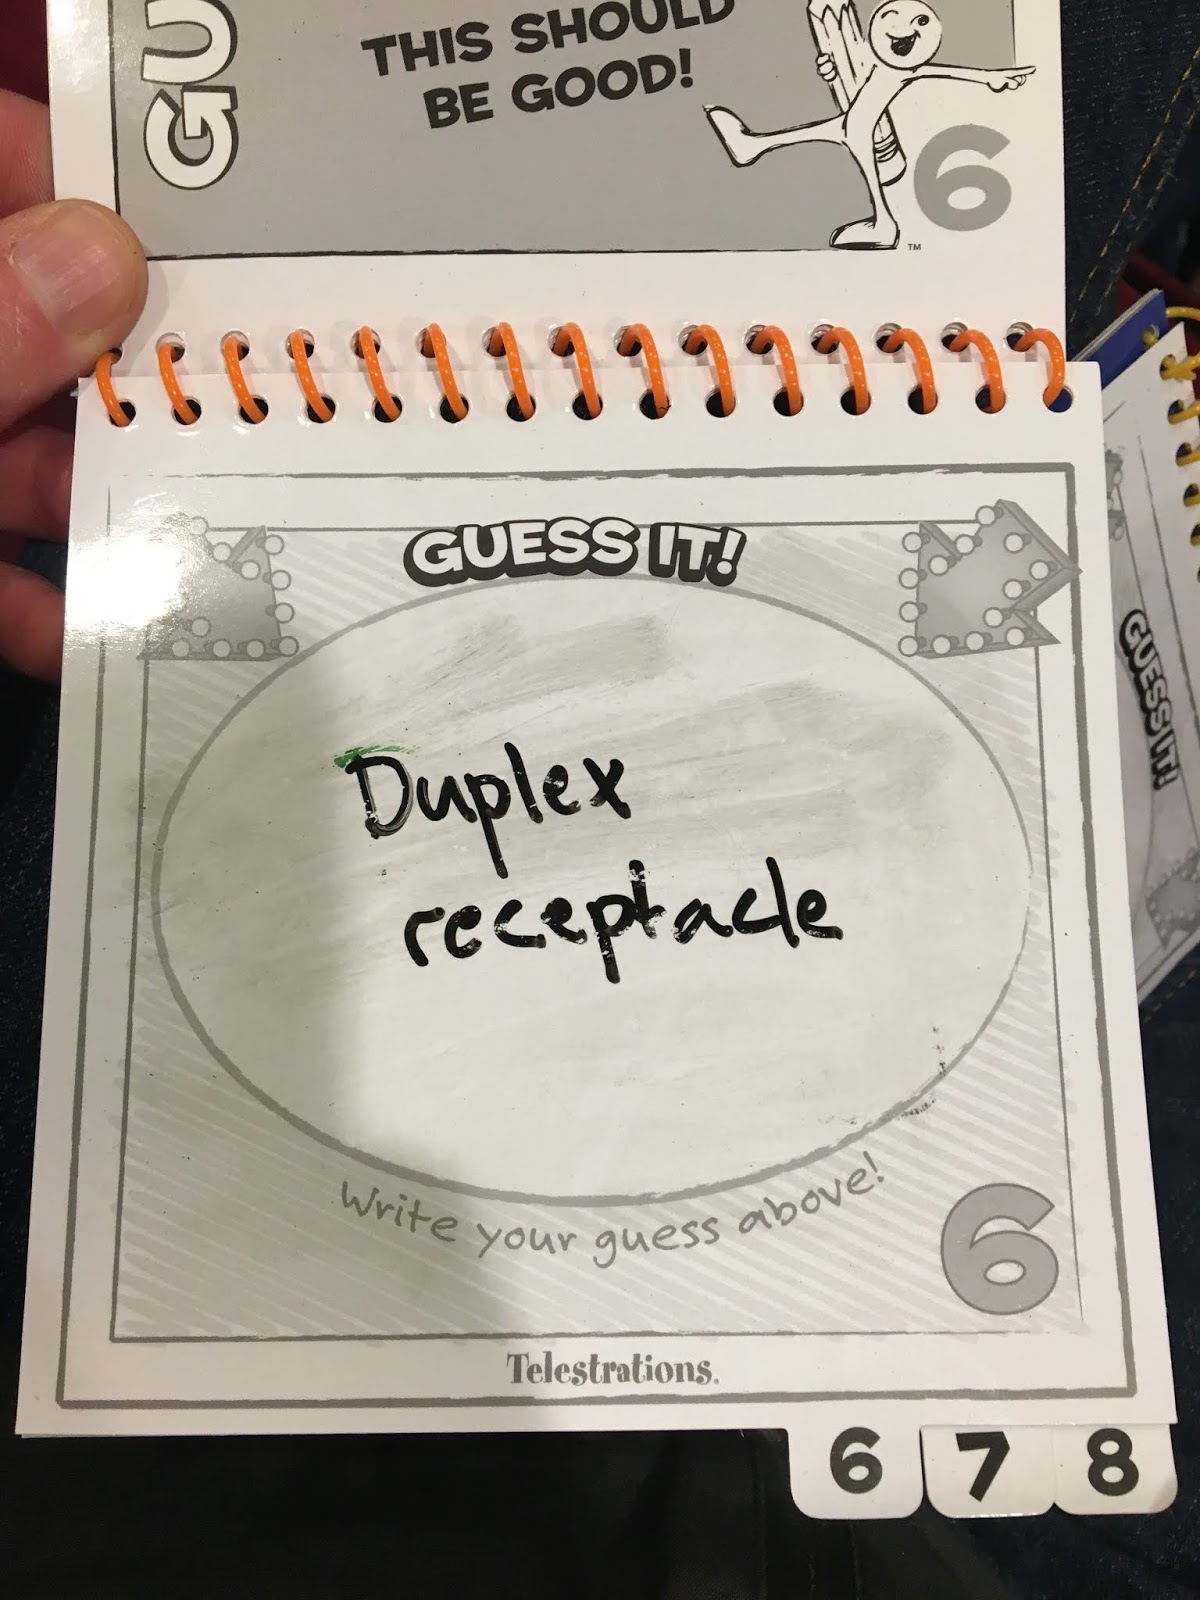 GU
THIS SHOULD
BE GOOD!
6
TM
GUESS IT!
Duplex
receptacle
Write your guess above!
6
Telestrations.
6 7 8
GUESS IT!